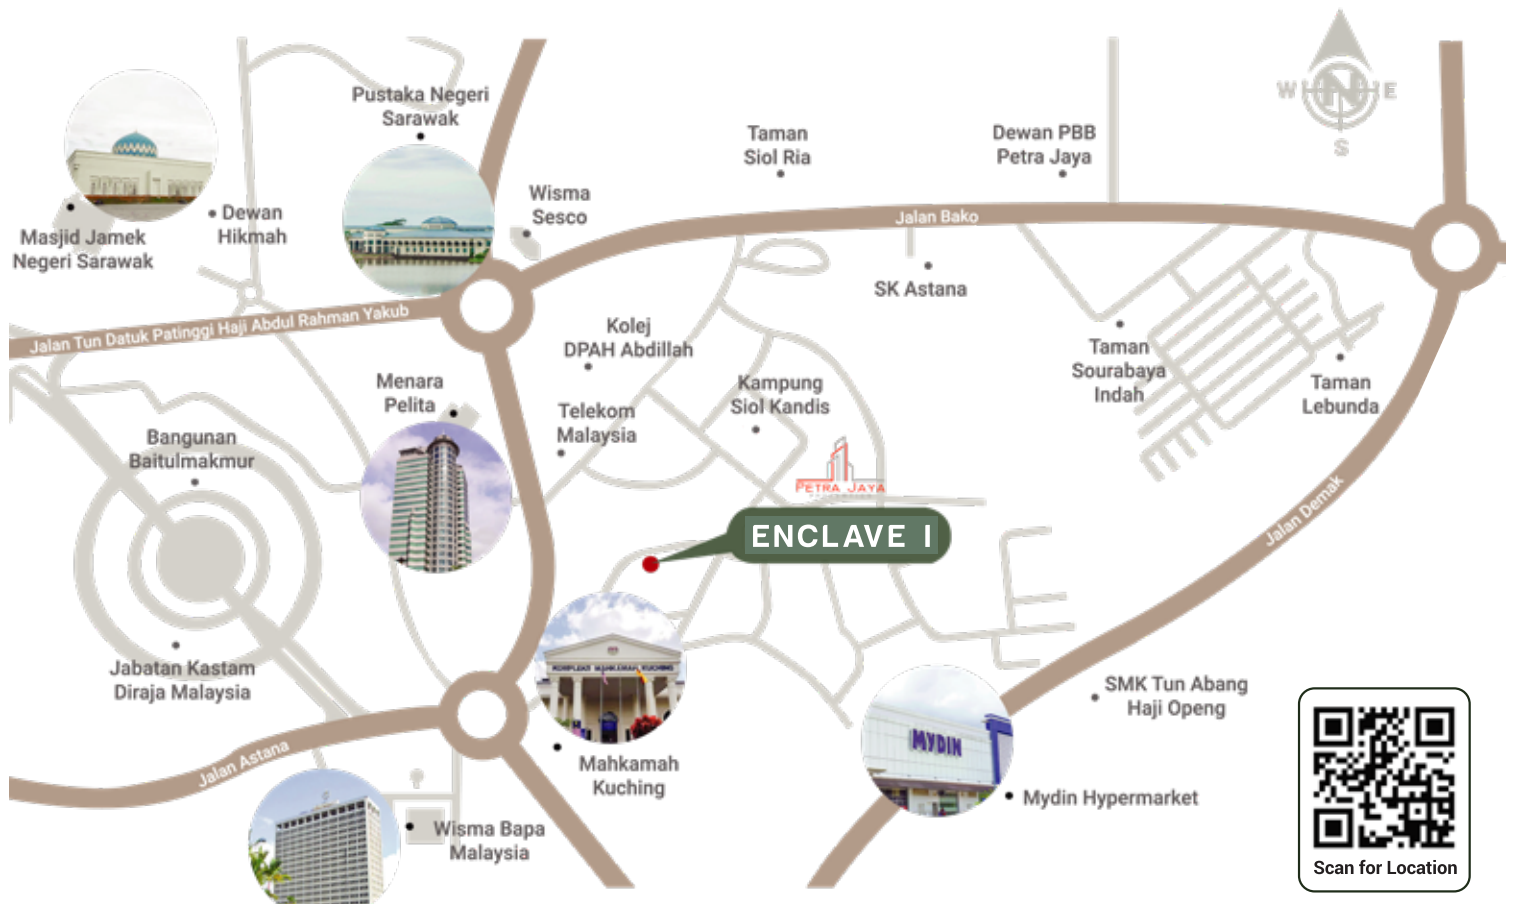 Pustaka Negeri
Sarawak
W
N
E
S
Taman
Siol Ria
Dewan PBB
Petra Jaya
Wisma
Sesco
Dewan
Hikmah
Masjid Jamek
Negeri Sarawak
Jalan Bako
SK Astana
Jalan Tun Datuk Patinggi Haji Abdul Rahman Yakub
Kolej
DPAH Abdillah
Taman
Sourabaya
Indah
Taman
Lebunda
Menara
Pelita
Kampung
Siol Kandis
Telekom
Malaysia
Bangunan
Baitulmakmur
PETRA JAYA
ENCLAVE I
Jalan Demak
Jabatan Kastam
Diraja Malaysia
KOMPLEKS MAHKAMAH KUCHING
SMK Tun Abang
Haji Openg
MYDIN
Jalan Astana
Mahkamah
Kuching
Mydin Hypermarket
Wisma Bapa
Malaysia
Scan for Location